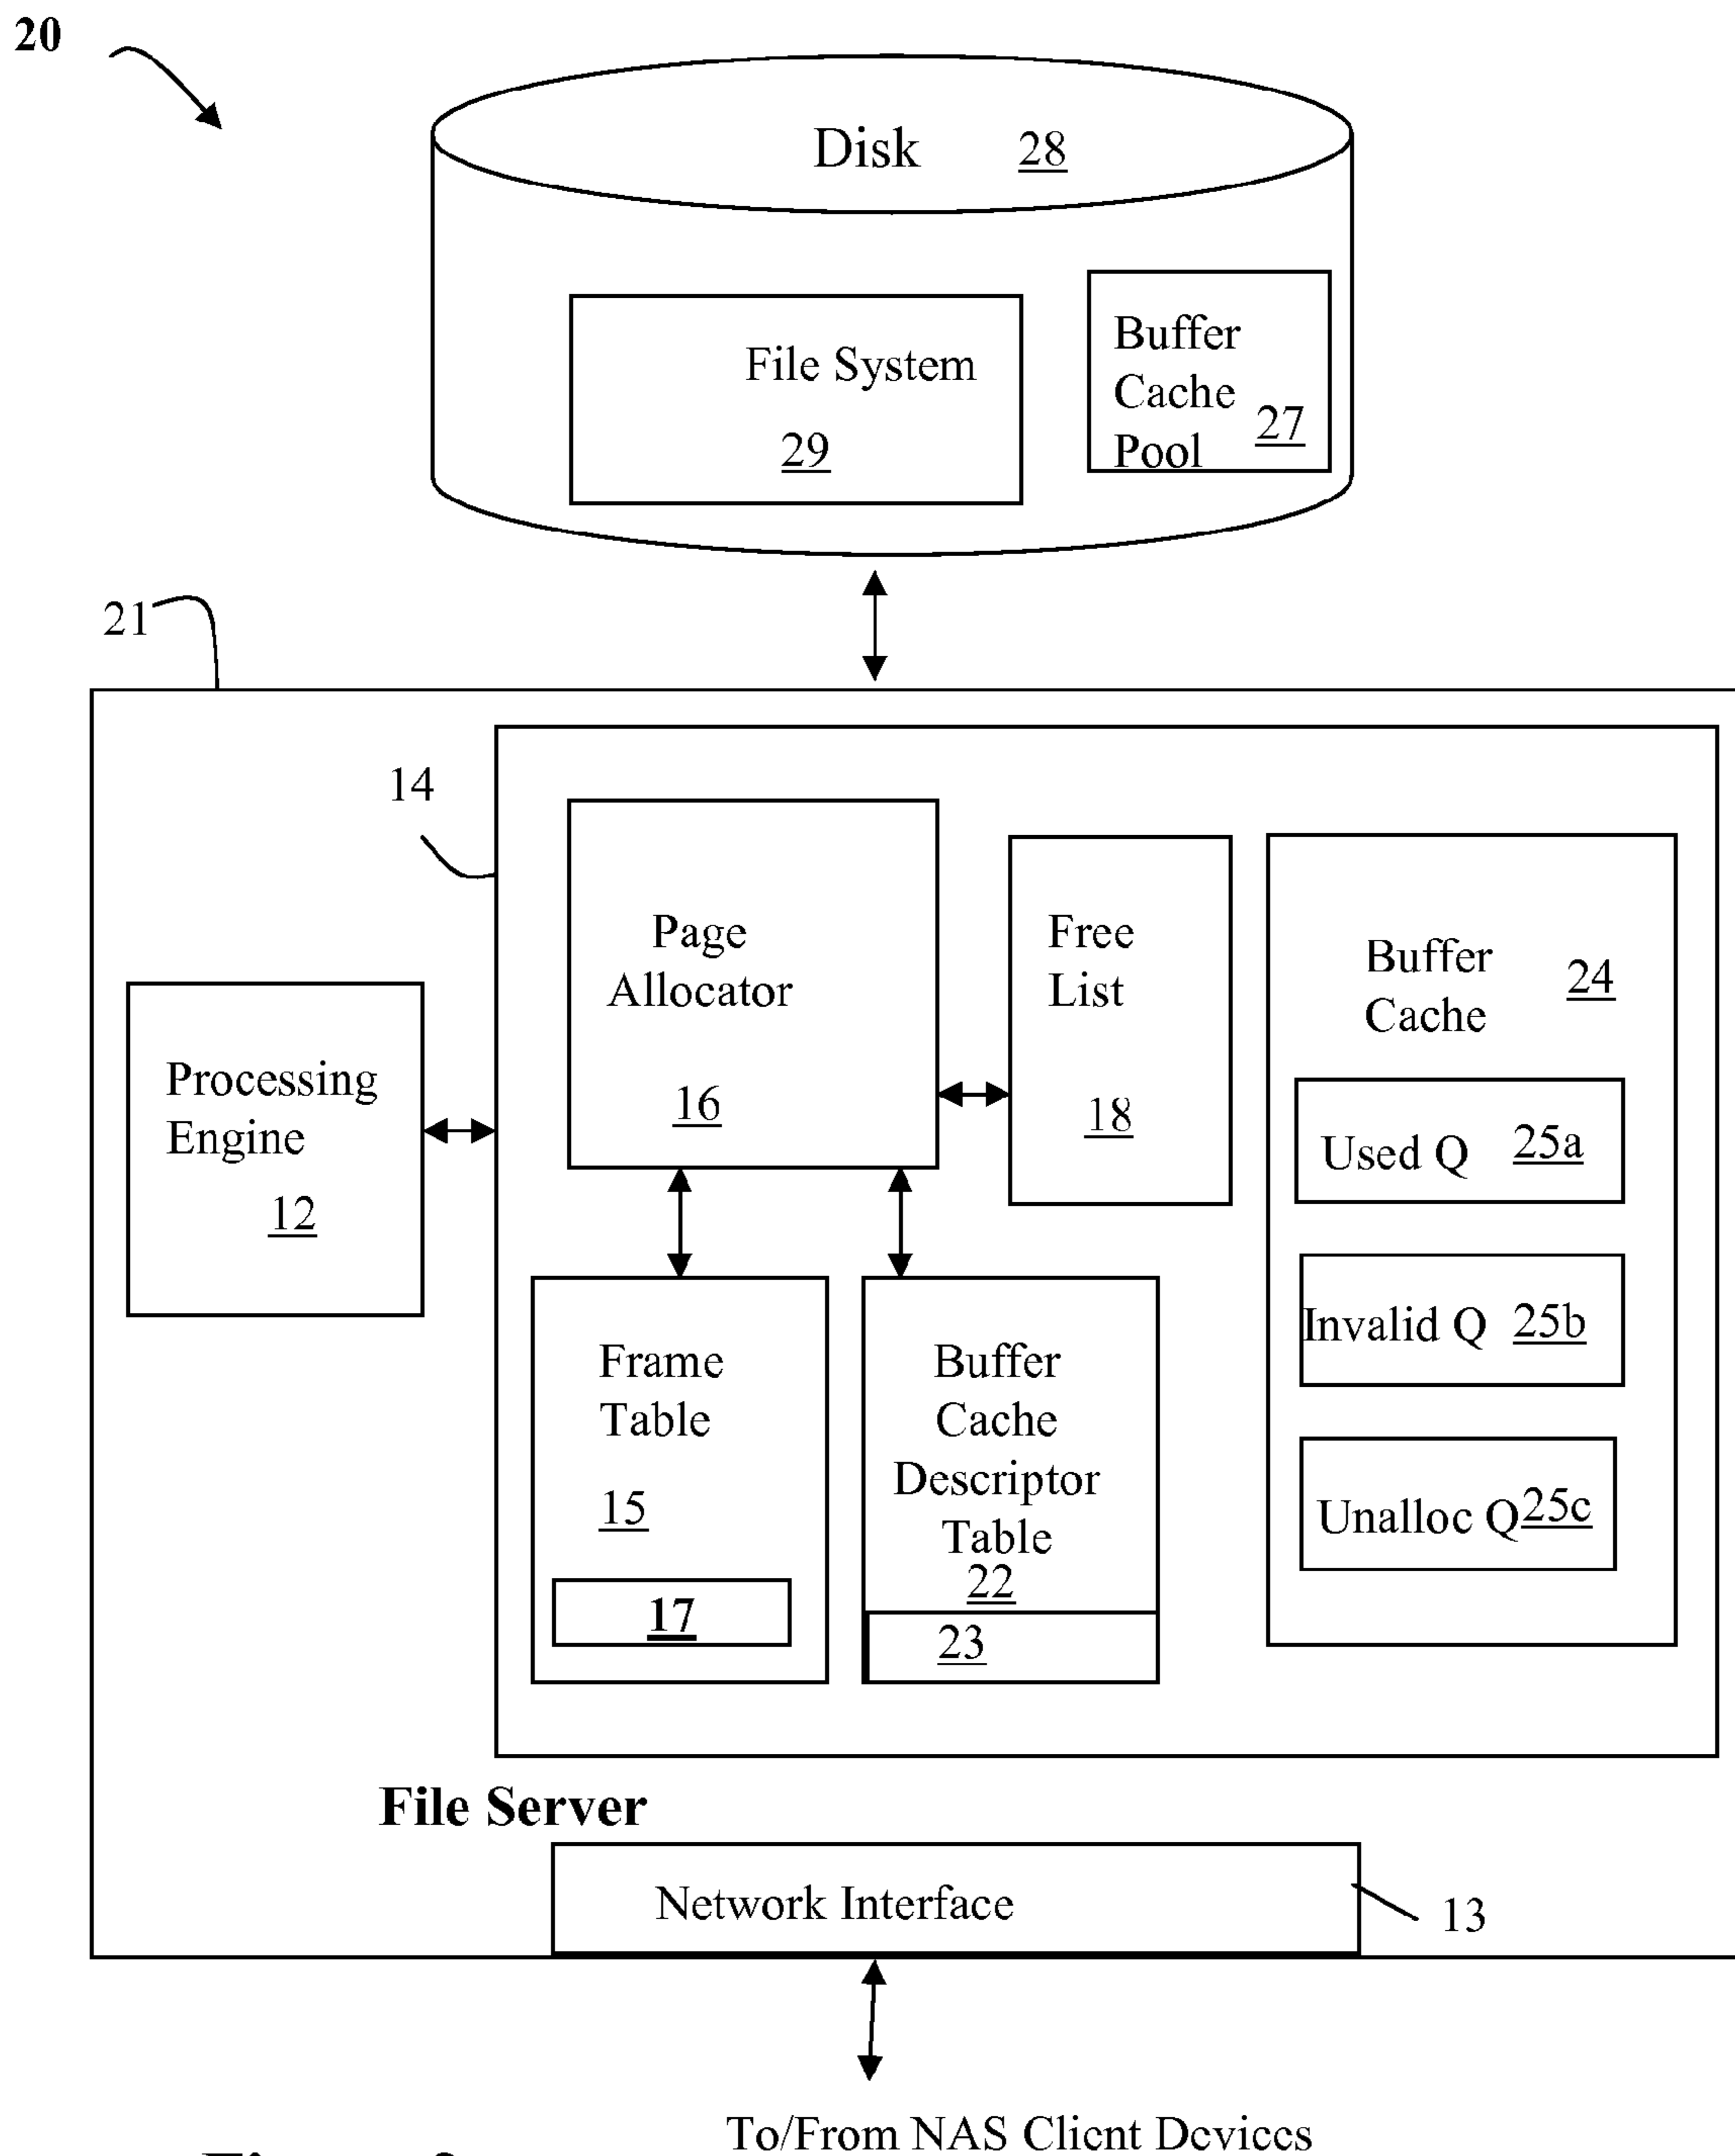 20
Disk 28
File System
29
Buffer
Cache
Pool 27
21
14
Page
Allocator
16
Free
List
18
Buffer
Cache 24
Used Q 25a
Invalid Q 25b
Unalloc Q 25c
Processing
Engine
12
Frame
Table
15
17
Buffer
Cache
Descriptor
Table
22
23
File Server
Network Interface
13
To/From NAS Client Devices